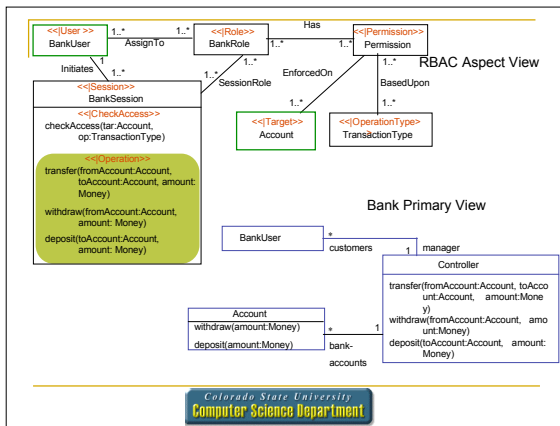 <<|User >>
BankUser
1..*
AssignTo
1..*
<<|Role>>
BankRole
1..*
Has
1..*
<<|Permission>>
Permission
RBAC Aspect View
1
Initiates
1..*
1..*
SessionRole
EnforcedOn
1..*
BasedUpon
1..*
<<|Session>>
BankSession
<<|CheckAccess>>
checkAccess(tar:Account,
op:TransactionType)
<<|Target>>
Account
<<|OperationType>>
TransactionType
<<|Operation>>
transfer(fromAccount:Account,
toAccount:Account, amount:
Money)
withdraw(fromAccount:Account,
amount: Money)
deposit(toAccount:Account,
amount: Money)
Bank Primary View
BankUser
*
customers
1
manager
Controller
transfer(fromAccount:Account, toAcco
unt:Account, amount:Mone
y)
withdraw(fromAccount:Account, amo
unt:Money)
deposit(toAccount:Account, amount:
Money)
Account
withdraw(amount:Money)
deposit(amount:Money)
*
1
bank-
accounts
Colorado State University
Computer Science Department